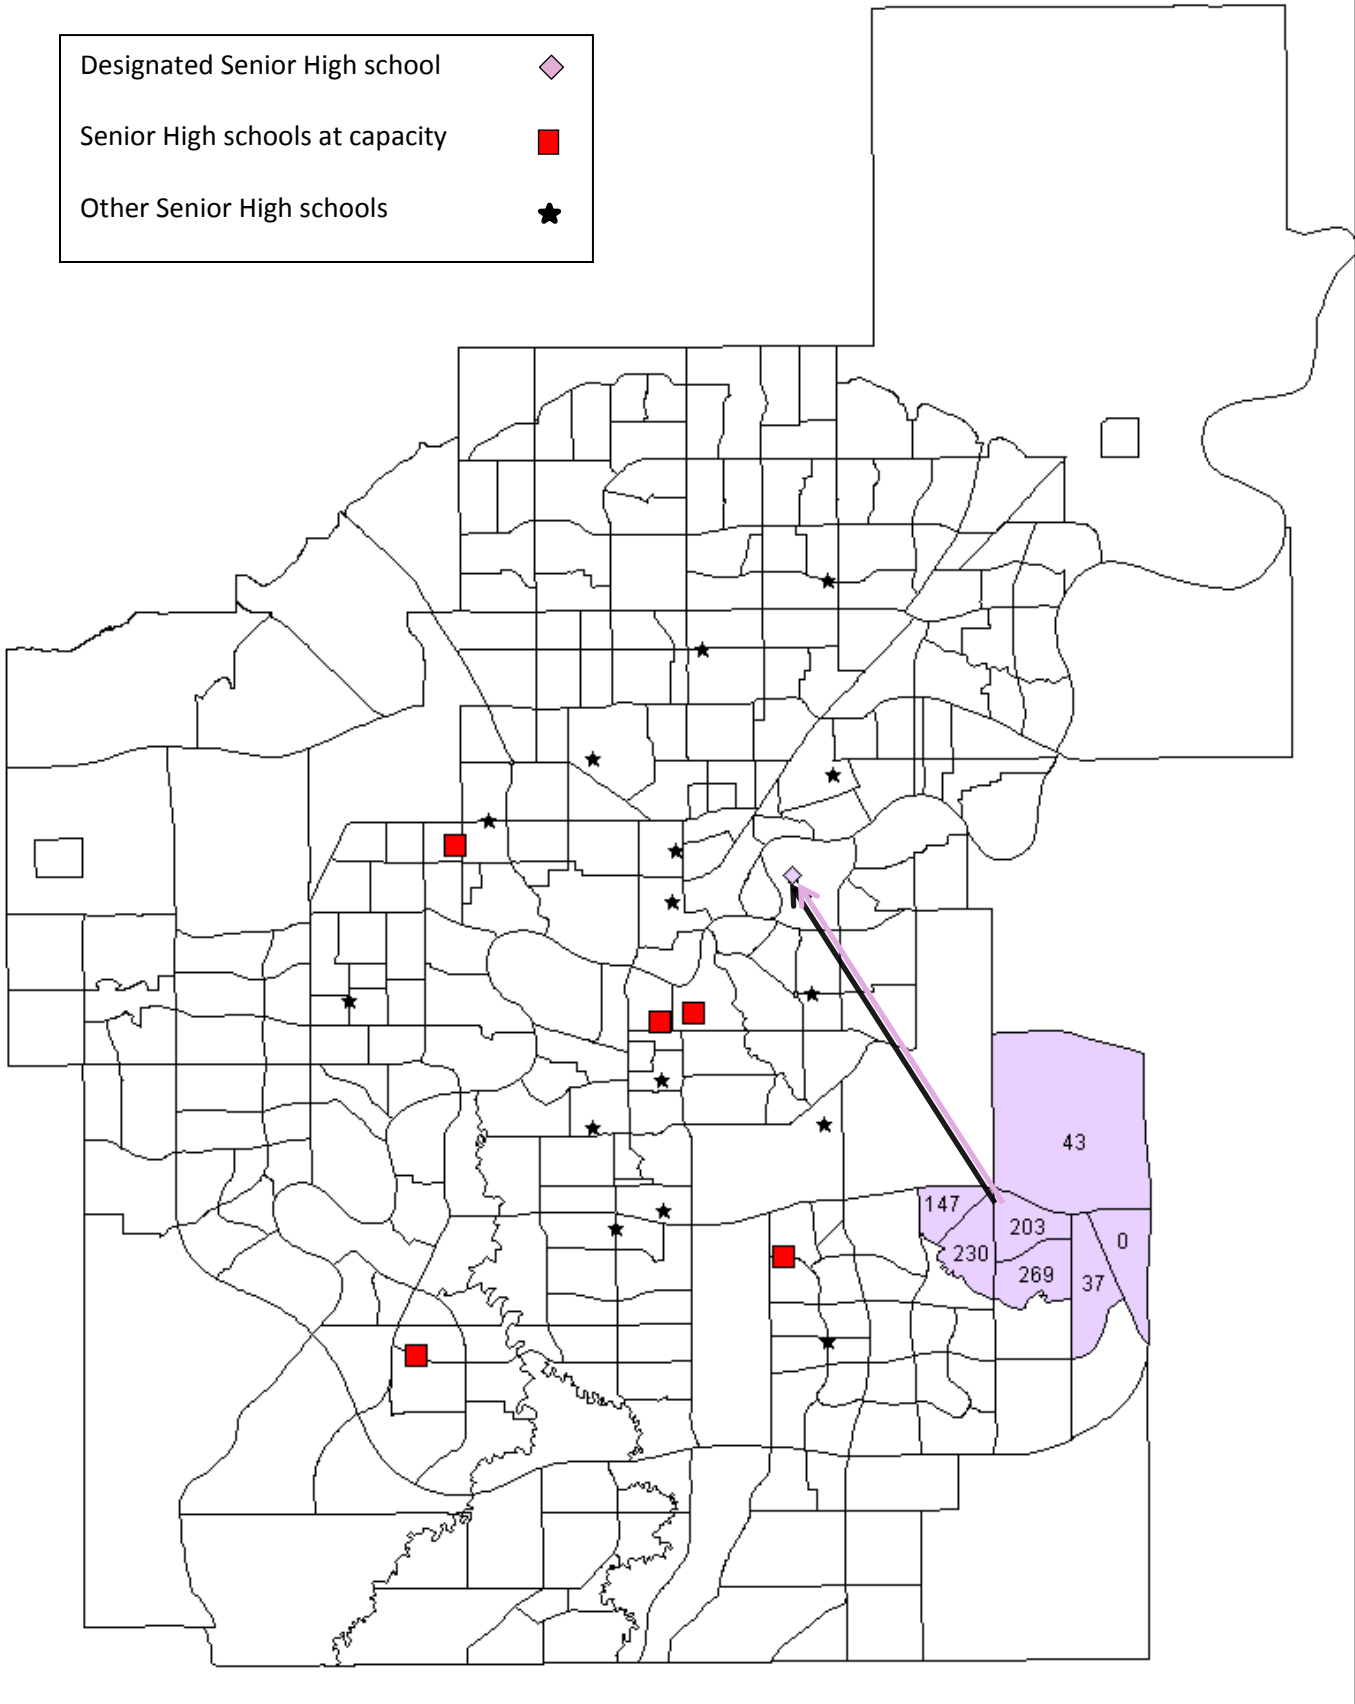 Designated Senior High school
Senior High schools at capacity
Other Senior High schools
43
147
203
0
230
269
37